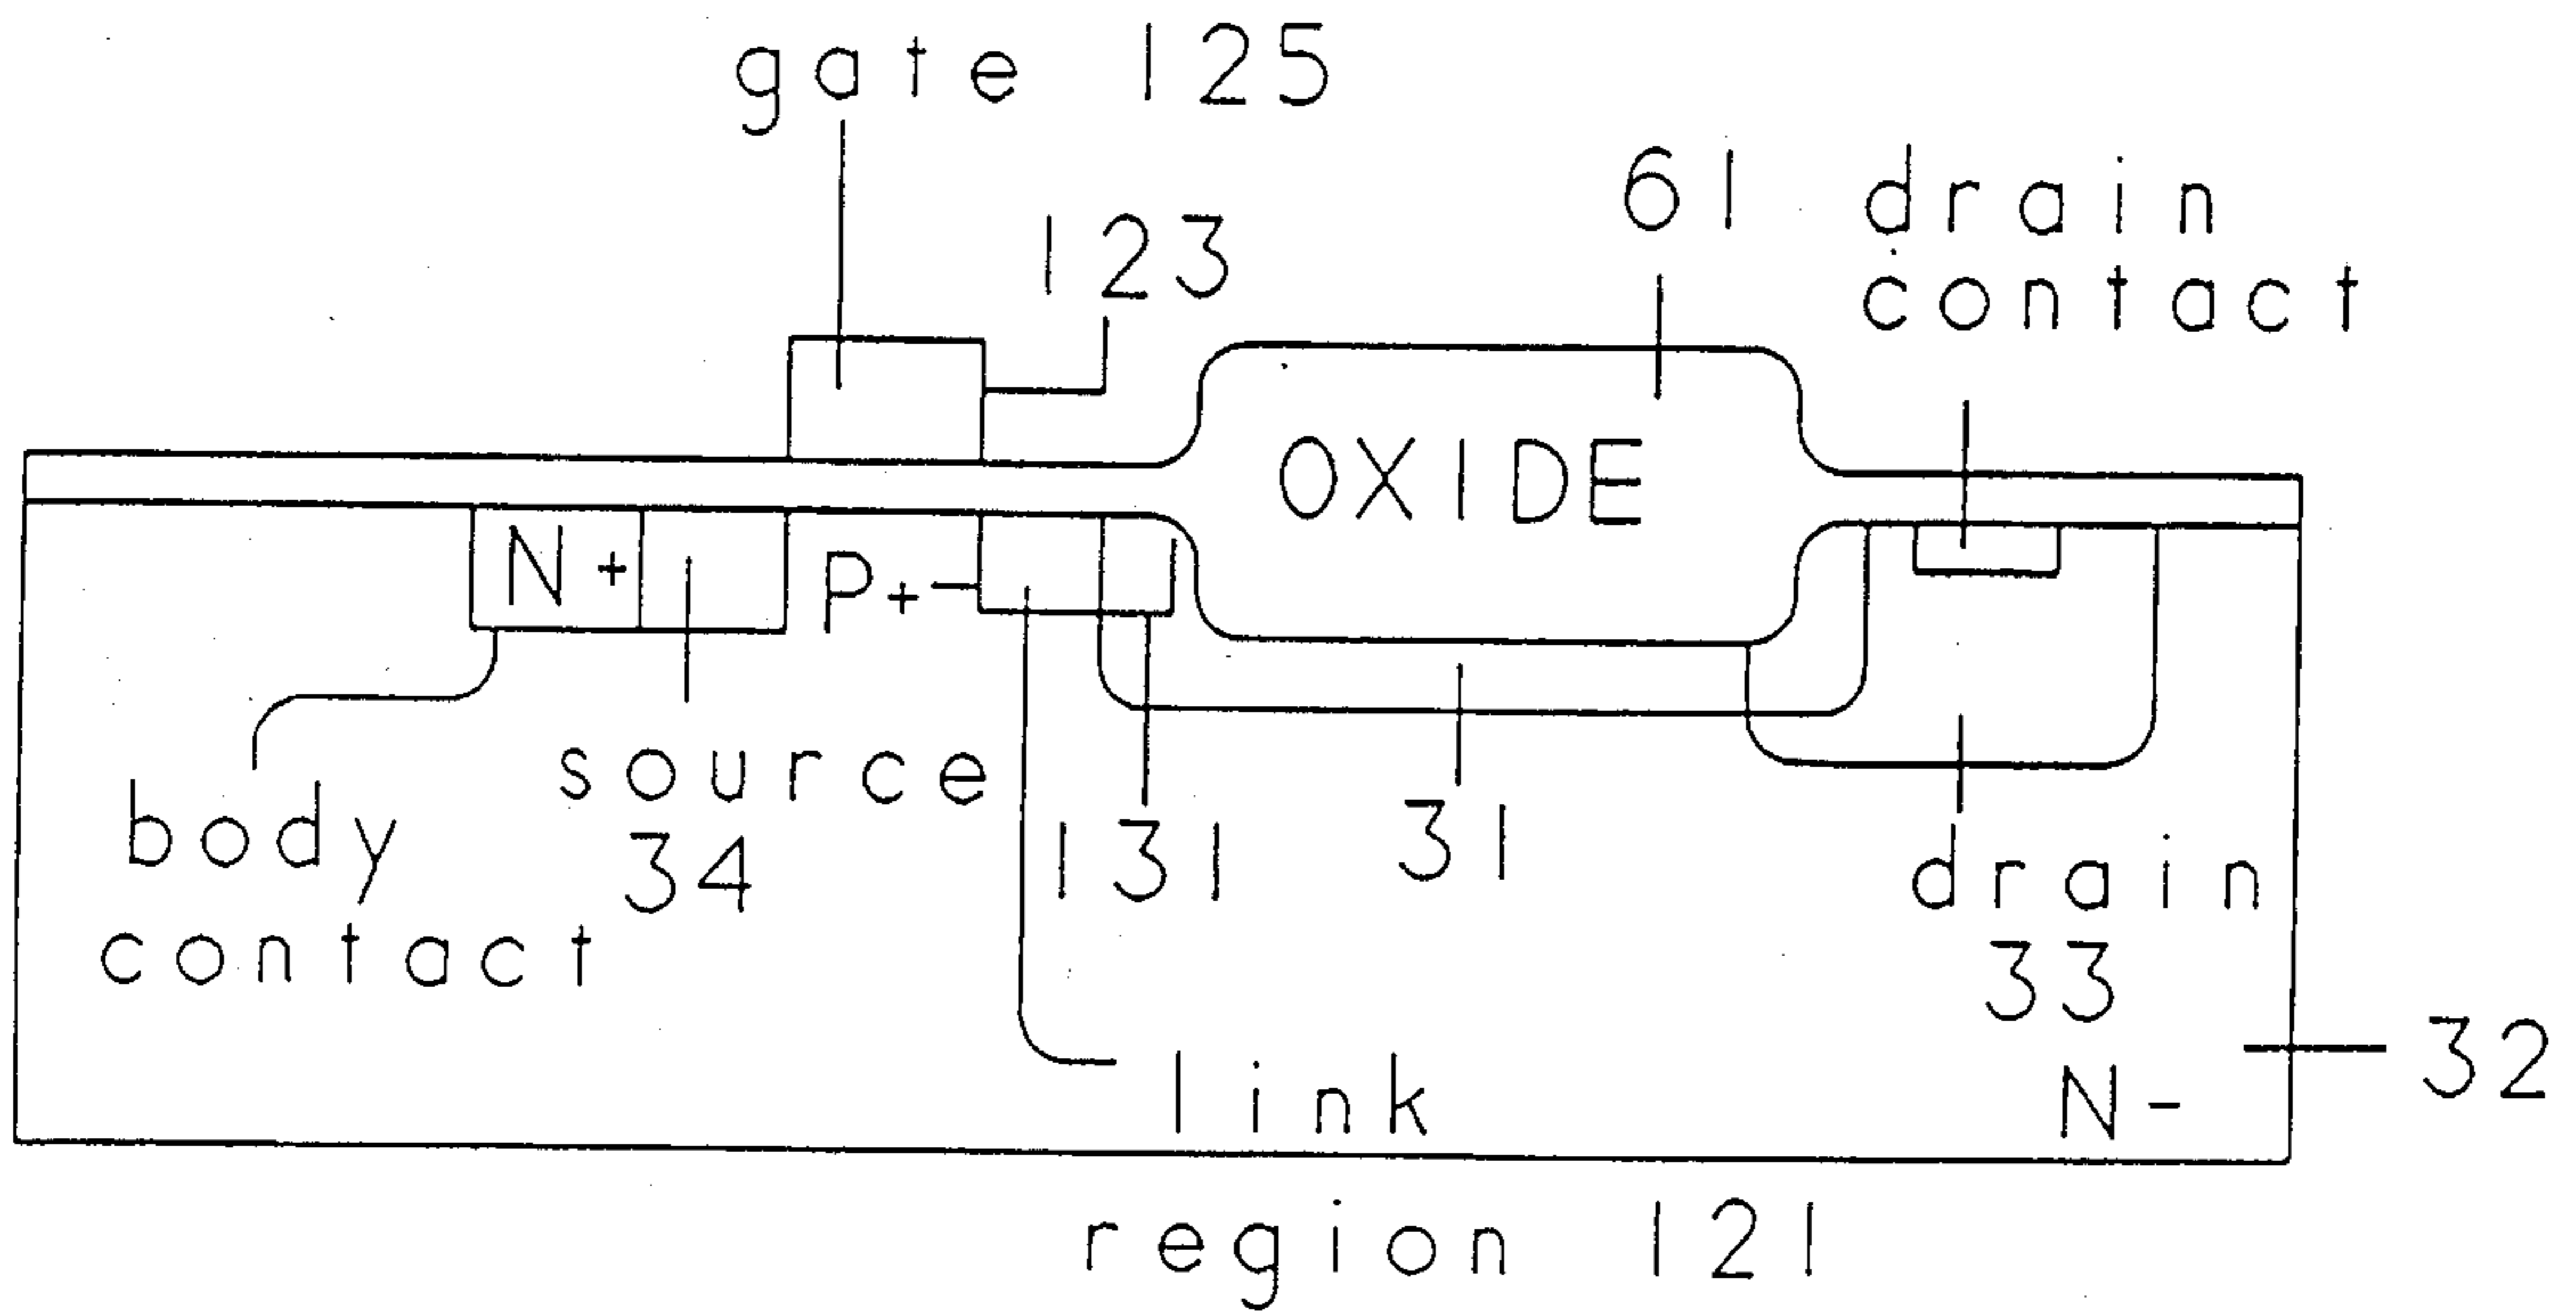 gate 125
123
61
drain
contact
OXIDE
N+
P+
source
34
131
31
body
contact
drain
33
32
N-
link
region 121